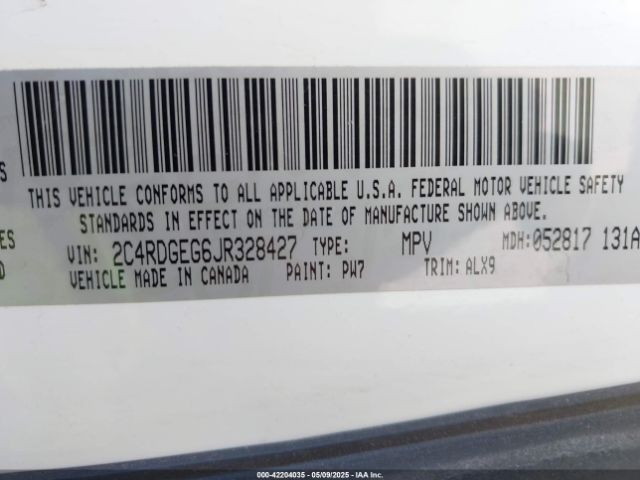 S
THIS VEHICLE CONFORMS TO ALL APPLICABLE U.S.A. FEDERAL MOTOR VEHICLE SAFETY
STANDARDS IN EFFECT ON THE DATE OF MANUFACTURE SHOWN ABOVE.
ES
VIN: 2C4RDGEG6JR328427 TYPE: MPV MDH:052817 131A
D
VEHICLE MADE IN CANADA PAINT: PW7 TRIM: ALX9
000-42204035 | 05/09/2025 | IAA Inc.